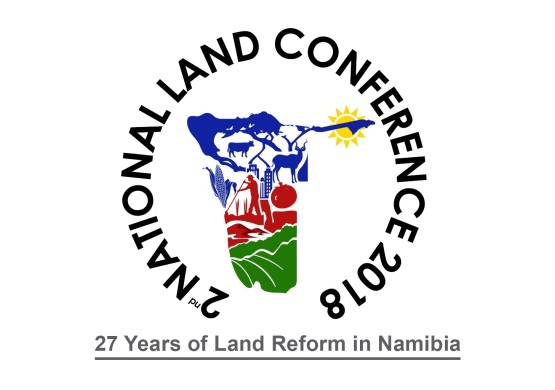 2nd NATIONAL LAND CONFERENCE 2018
27 Years of Land Reform in Namibia